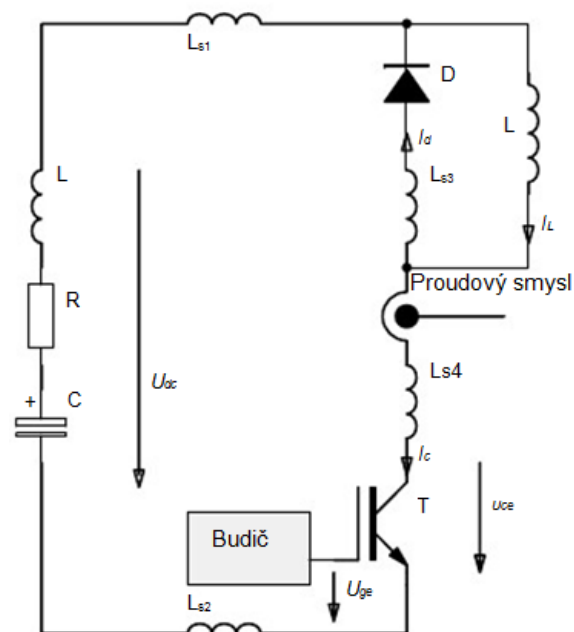 Ls1
D
L
L
Id
Ls3
IL
Proudový smysl
R
Udc
+
C
Ls4
Ic
T
uce
Budič
Uge
Ls2